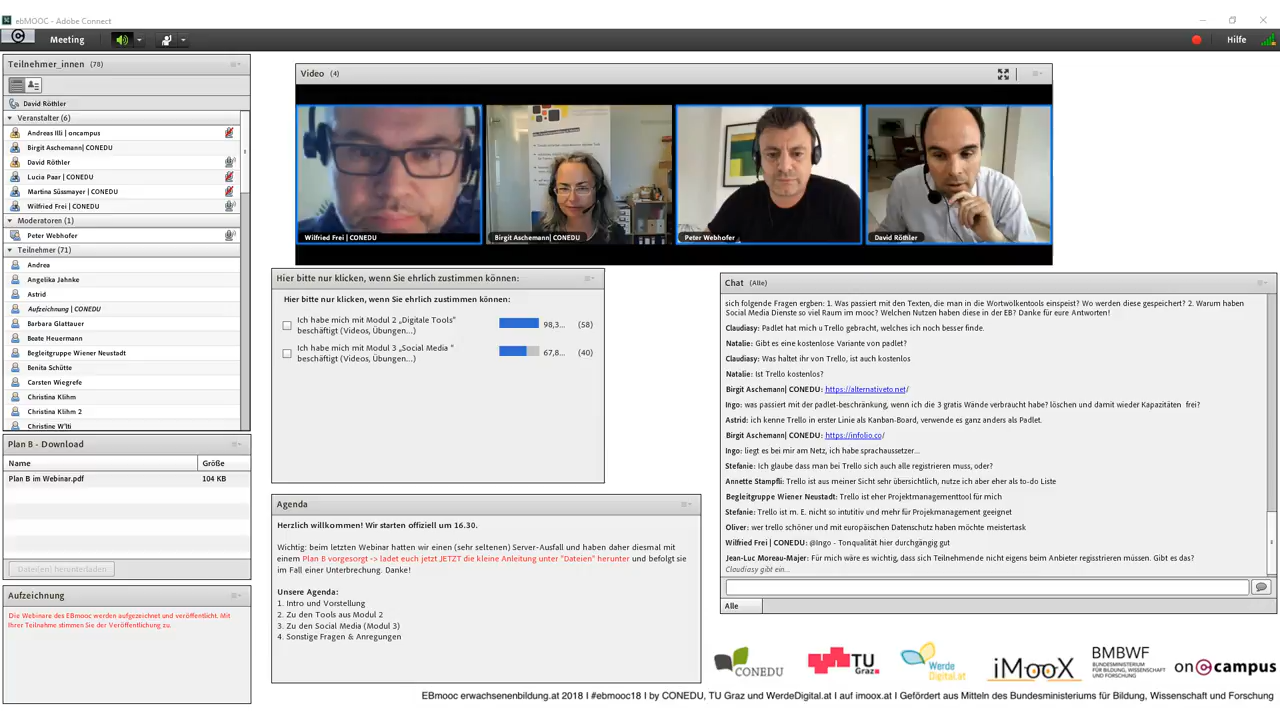 ebMOOC - Adobe Connect
Meeting
Hilfe
Teilnehmer_innen (78)
David Röthler
Veranstalter (6)
Andreas Illi | oncampus
Birgit Aschemann| CONEDU
David Röthler
Lucia Paar | CONEDU
Martina Süssmayer | CONEDU
Wilfried Frei | CONEDU
Moderatoren (1)
Peter Webhofer
Teilnehmer (71)
Andrea
Angelika Jahnke
Astrid
Aufzeichnung | CONEDU
Barbara Glattauer
Beate Heuermann
Begleitgruppe Wiener Neustadt
Benita Schütte
Carsten Wiegrefe
Christina Klihm
Christina Klihm 2
Christine W'lti
Plan B - Download
Name Größe
Plan B im Webinar.pdf 104 KB
Datei(en) herunterladen
Aufzeichnung
Die Webinare des EBmooc werden aufgezeichnet und veröffentlicht. Mit
Ihrer Teilnahme stimmen Sie der Veröffentlichung zu.
Video (4)
Wilfried Frei | CONEDU
Birgit Aschemann| CONEDU
Peter Webhofer
David Röthler
Hier bitte nur klicken, wenn Sie ehrlich zustimmen können:
Hier bitte nur klicken, wenn Sie ehrlich zustimmen können:
Ich habe mich mit Modul 2 „Digitale Tools“ 98,3... (58)
beschäftigt (Videos, Übungen...)
Ich habe mich mit Modul 3 „Social Media “ 67,8... (40)
beschäftigt (Videos, Übungen...)
Agenda
Herzlich willkommen! Wir starten offiziell um 16.30.
Wichtig: beim letzten Webinar hatten wir einen (sehr seltenen) Server-Ausfall und haben daher diesmal mit
einem Plan B vorgesorgt -> ladet euch jetzt JETZT die kleine Anleitung unter "Dateien" herunter und befolgt sie
im Fall einer Unterbrechung. Danke!
Unsere Agenda:
1. Intro und Vorstellung
2. Zu den Tools aus Modul 2
3. Zu den Social Media (Modul 3)
4. Sonstige Fragen & Anregungen
Chat (Alle)
sich folgende Fragen ergben: 1. Was passiert mit den Texten, die man in die Wortwolkentools einspeist? Wo werden diese gespeichert? 2. Warum haben
Social Media Dienste so viel Raum im mooc? Welchen Nutzen haben diese in der EB? Danke für eure Antworten!
Claudiasy: Padlet hat mich u Trello gebracht, welches ich noch besser finde.
Natalie: Gibt es eine kostenlose Variante von padlet?
Claudiasy: Was haltet ihr von Trello, ist auch kostenlos
Natalie: Ist Trello kostenlos?
Birgit Aschemann| CONEDU: https://alternativeto.net/
Ingo: was passiert mit der padlet-beschränkung, wenn ich die 3 gratis Wände verbraucht habe? löschen und damit wieder Kapazitäten frei?
Astrid: ich kenne Trello in erster Linie als Kanban-Board, verwende es ganz anders als Padlet.
Birgit Aschemann| CONEDU: https://infolio.co/
Ingo: liegt es bei mir am Netz, ich habe sprachaussetzer...
Stefanie: Ich glaube dass man bei Trello sich auch alle registrieren muss, oder?
Annette Stampfli: Trello ist aus meiner Sicht sehr übersichtlich, nutze ich aber eher als to-do Liste
Begleitgruppe Wiener Neustadt: Trello ist eher Projektmanagementtool für mich
Stefanie: Trello ist m. E. nicht so intuitiv und mehr für Projekmanagement geeignet
Oliver: wer trello schöner und mit europäischen Datenschutz haben möchte meistertask
Wilfried Frei | CONEDU: @Ingo - Tonqualität hier durchgängig gut
Jean-Luc Moreau-Majer: Für mich wäre es wichtig, dass sich Teilnehmende nicht eigens beim Anbieter registrieren müssen. Gibt es das?
Claudiasy gibt ein...
Alle
CONEDU
TU Graz
Werde Digital.at
iMooX
BMBWF
BUNDESMINISTERIUM
FÜR BILDUNG, WISSENSCHAFT
UND FORSCHUNG
oncampus
EBmooc erwachsenenbildung.at 2018 I #ebmooc18 I by CONEDU, TU Graz und WerdeDigital.at I auf imoox.at I Gefördert aus Mitteln des Bundesministeriums für Bildung, Wissenschaft und Forschung